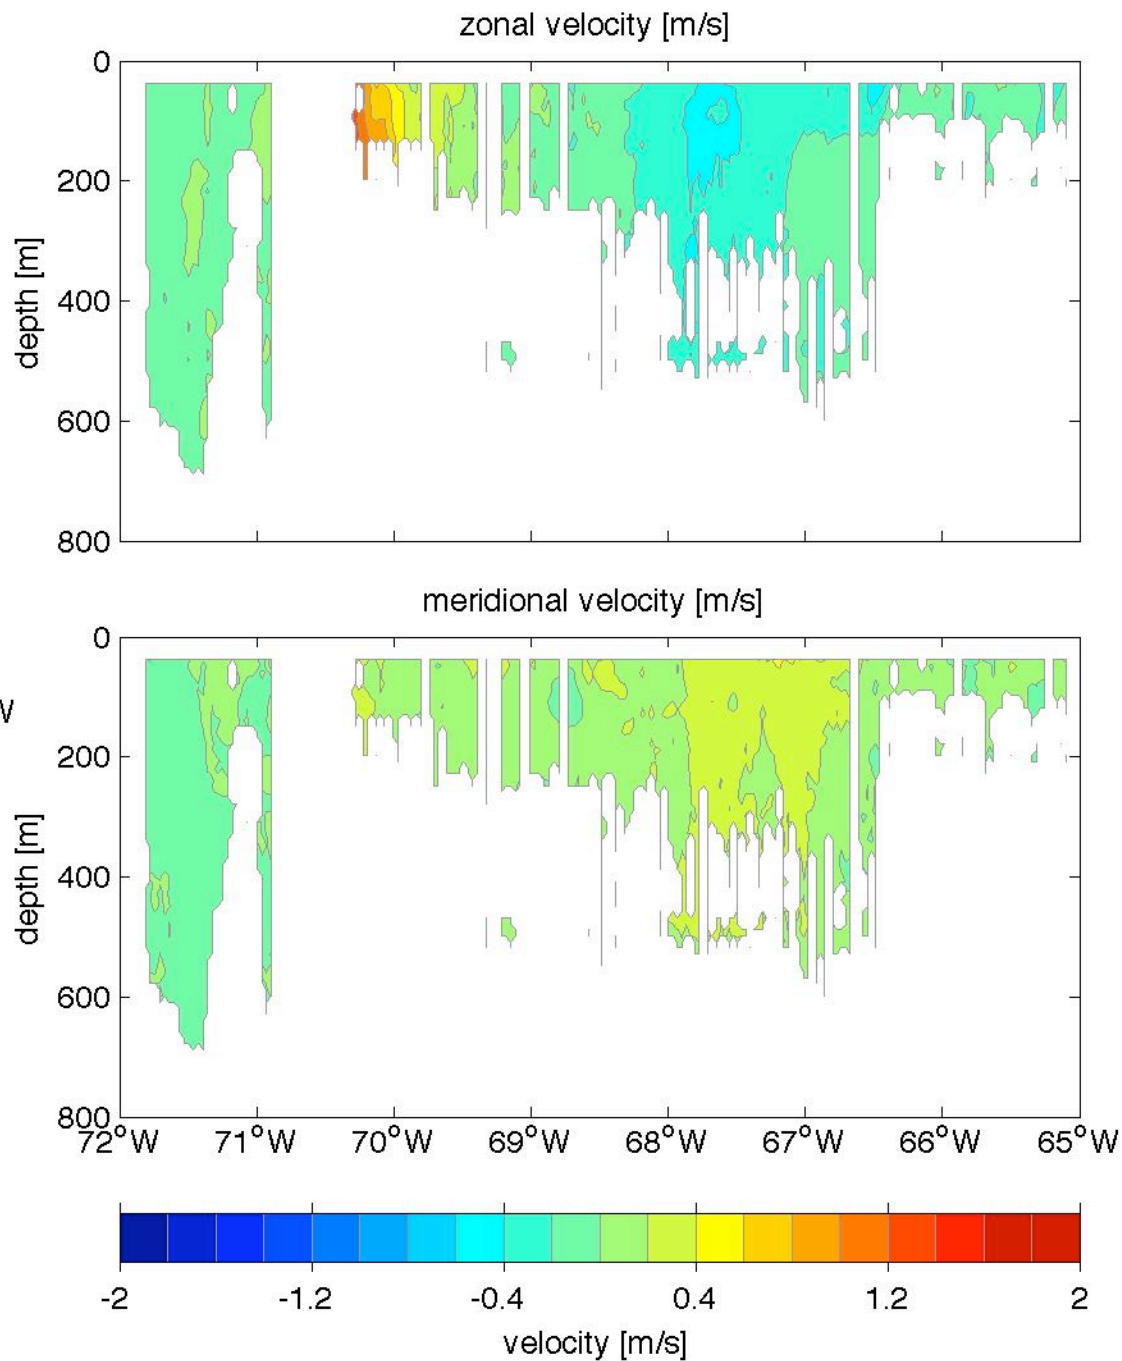 zonal velocity [m/s]
0
200
400
600
800
depth [m]
meridional velocity [m/s]
0
200
400
600
800
depth [m]
W
72°W 71°W 70°W 69°W 68°W 67°W 66°W 65°W
-2 -1.2 -0.4 0.4 1.2 2
velocity [m/s]